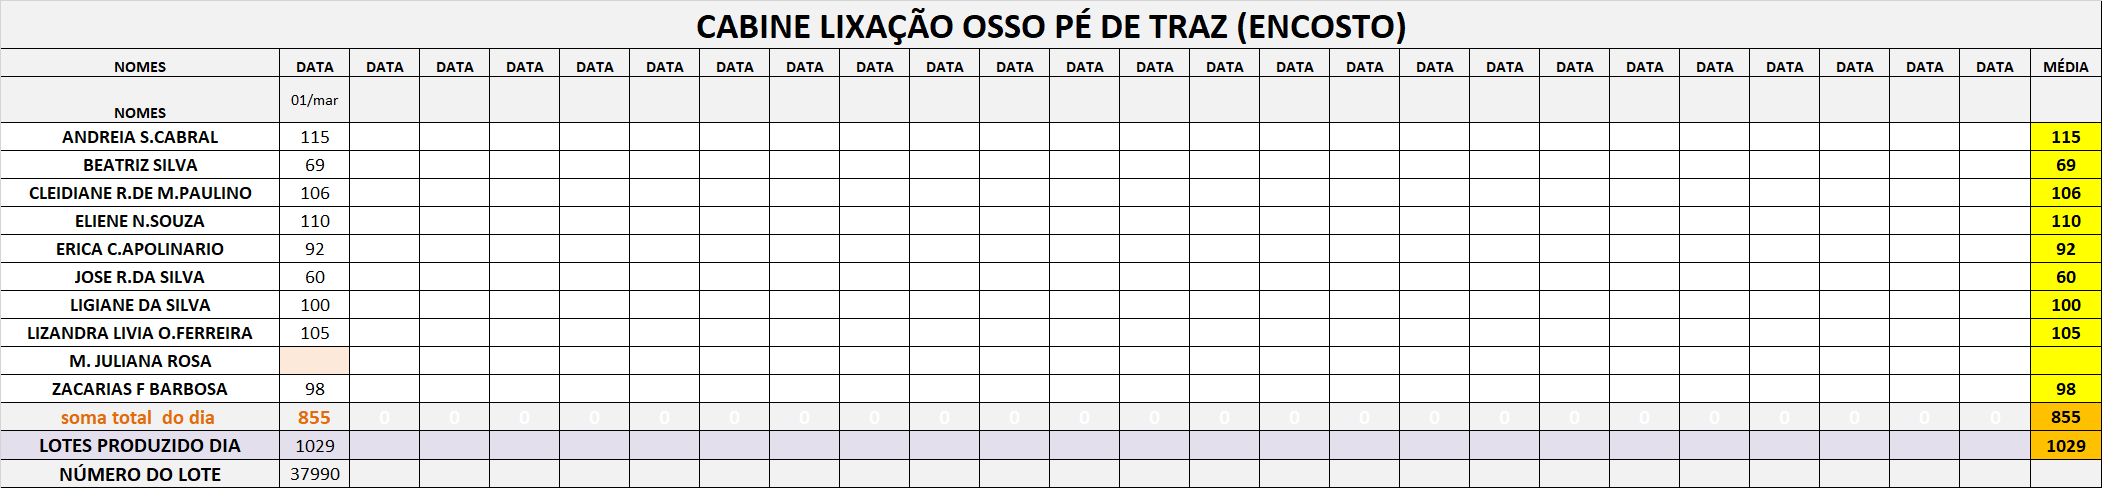 CABINE LIXAÇÃO OSSO PÉ DE TRAZ (ENCOSTO)
NOMES DATA DATA DATA DATA DATA DATA DATA DATA DATA DATA DATA DATA DATA DATA DATA DATA DATA DATA DATA DATA DATA DATA DATA DATA DATA MÉDIA
NOMES 01/mar
ANDREIA S.CABRAL 115 115
BEATRIZ SILVA 69 69
CLEIDIANE R.DE M.PAULINO 106 106
ELIENE N.SOUZA 110 110
ERICA C.APOLINARIO 92 92
JOSE R.DA SILVA 60 60
LIGIANE DA SILVA 100 100
LIZANDRA LIVIA O.FERREIRA 105 105
M. JULIANA ROSA
ZACARIAS F BARBOSA 98 98
soma total do dia 855 0 0 0 0 0 0 0 0 0 0 0 0 0 0 0 0 0 0 0 0 0 0 0 0 855
LOTES PRODUZIDO DIA 1029 1029
NÚMERO DO LOTE 37990